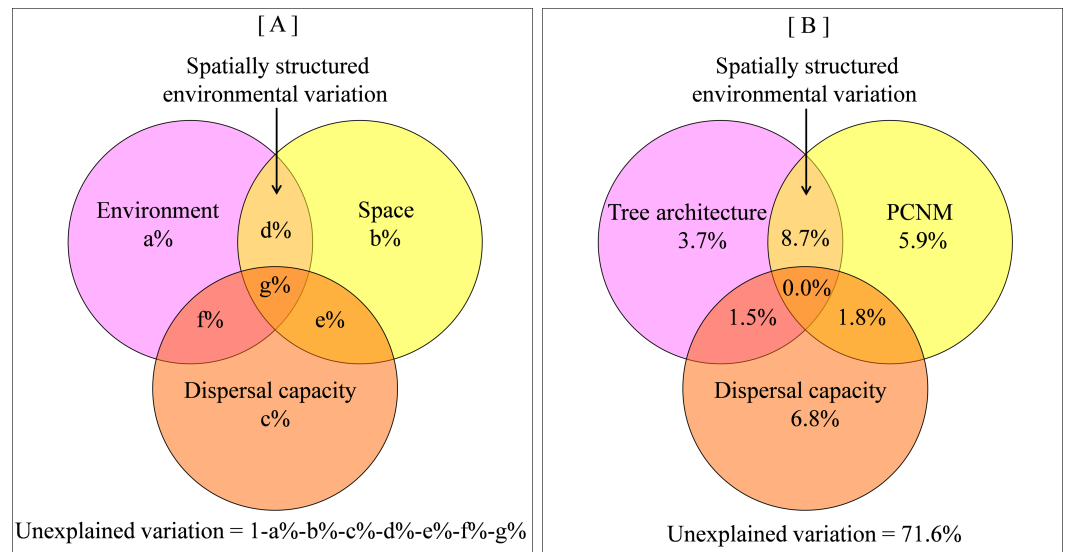 [ A ]
Spatially structured
environmental variation
Environment
a%
Space
b%
d%
g%
f%
e%
Dispersal capacity
c%
Unexplained variation = 1-a%-b%-c%-d%-e%-f%-g%
[ B ]
Spatially structured
environmental variation
Tree architecture
3.7%
PCNM
5.9%
8.7%
0.0%
1.5%
1.8%
Dispersal capacity
6.8%
Unexplained variation = 71.6%